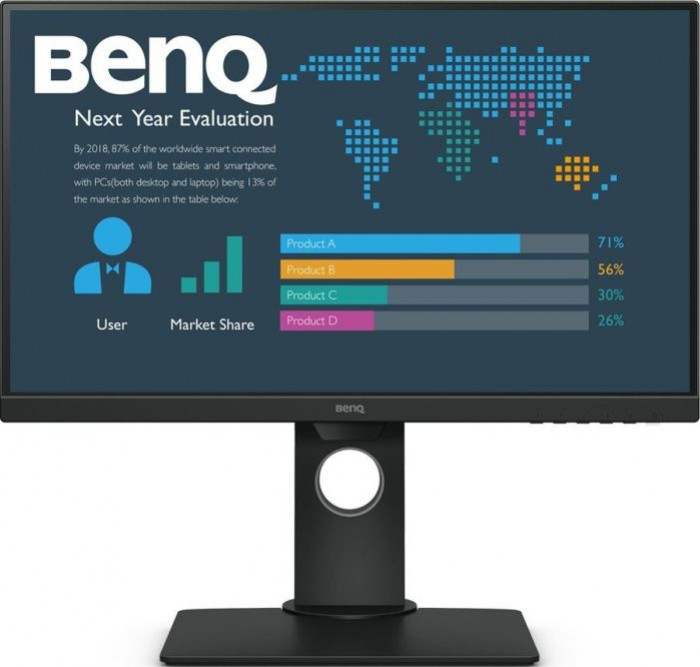 BenQ
Next Year Evaluation
By 2018, 87% of the worldwide smart connected
device market will be tablets and smartphone,
with PCs(both desktop and laptop) being 13% of
the market as shown in the table below:
Product A 71%
Product B 56%
Product C 30%
Product D 26%
User
Market Share
BenQ